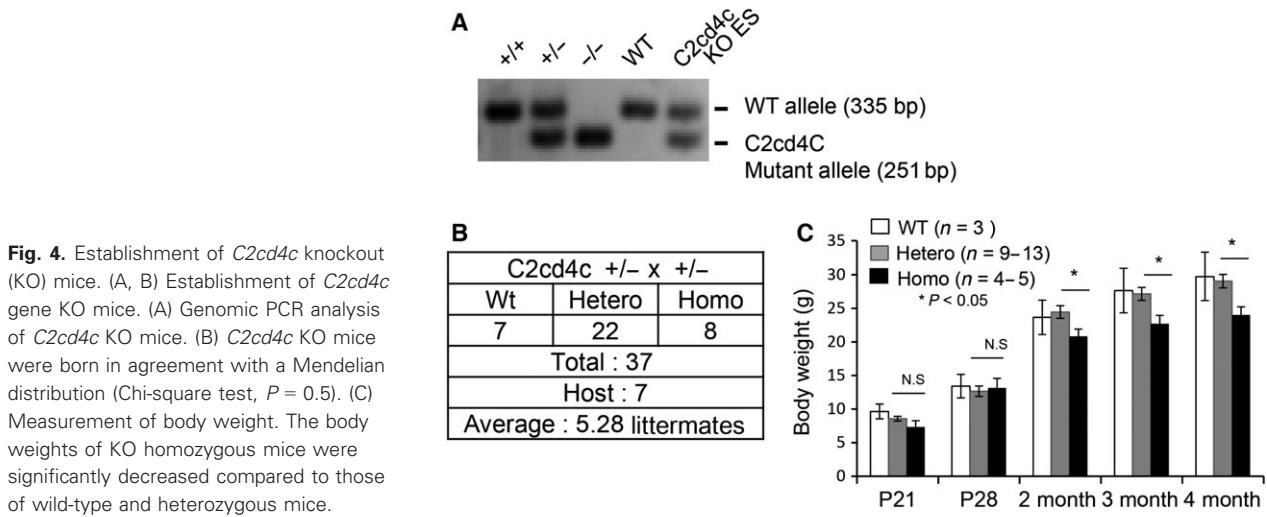 A
+/+
+/–
–/–
WT
C2cd4c
KO ES
WT allele (335 bp)
C2cd4C
Mutant allele (251 bp)
Fig. 4. Establishment of C2cd4c knockout
(KO) mice. (A, B) Establishment of C2cd4c
gene KO mice. (A) Genomic PCR analysis
of C2cd4c KO mice. (B) C2cd4c KO mice
were born in agreement with a Mendelian
distribution (Chi-square test, P = 0.5). (C)
Measurement of body weight. The body
weights of KO homozygous mice were
significantly decreased compared to those
of wild-type and heterozygous mice.
B
C2cd4c +/– x +/–
Wt Hetero Homo
7 22 8
Total : 37
Host : 7
Average : 5.28 littermates
C
WT (n = 3 )
Hetero (n = 9–13)
Homo (n = 4–5)
* P < 0.05
Body weight (g)
35
30
25
20
15
10
5
0
N.S
N.S
*
*
*
P21 P28 2 month 3 month 4 month